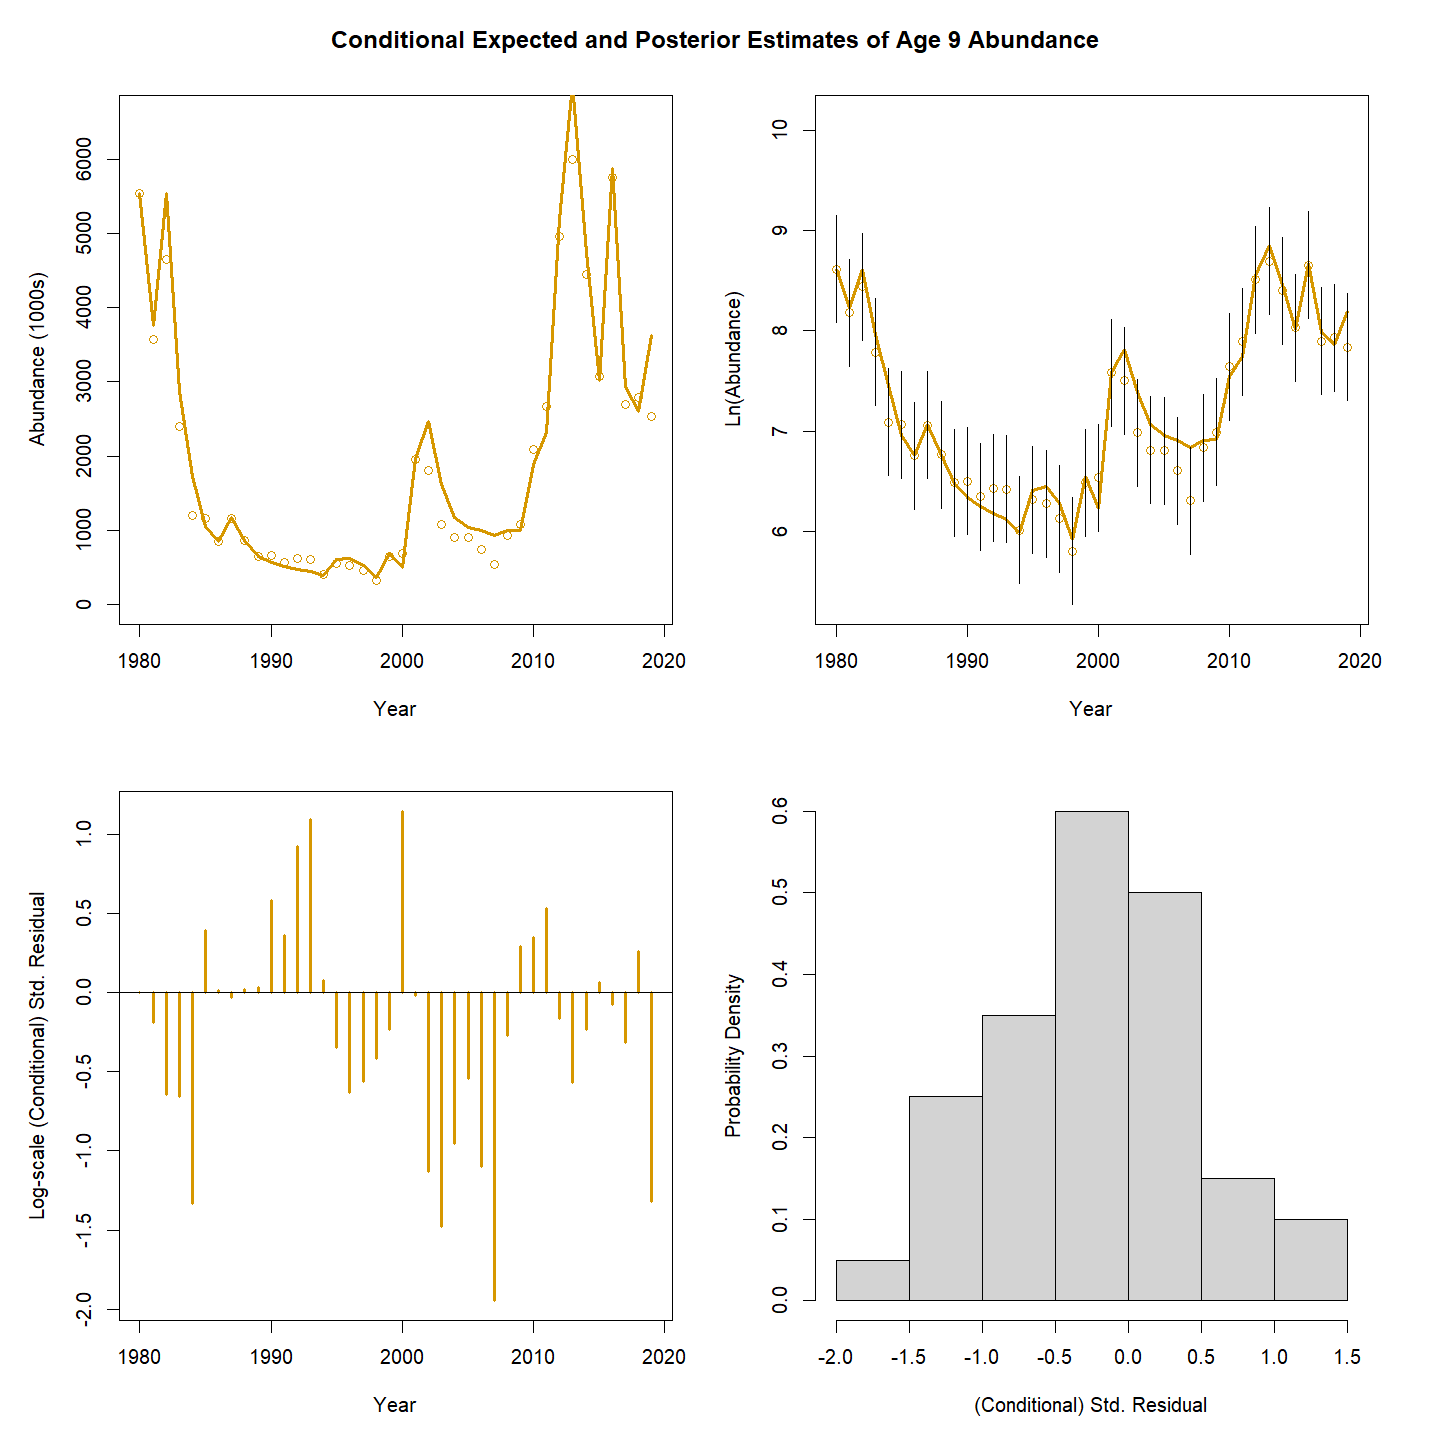 Conditional Expected and Posterior Estimates of Age 9 Abundance
Abundance (1000s)
6000
5000
4000
3000
2000
1000
0
1980 1990 2000 2010 2020
Year
Ln(Abundance)
10
9
8
7
6
1980 1990 2000 2010 2020
Year
Log-scale (Conditional) Std. Residual
1.0
0.5
0.0
-0.5
-1.0
-1.5
-2.0
1980 1990 2000 2010 2020
Year
Probability Density
0.6
0.5
0.4
0.3
0.2
0.1
0.0
-2.0 -1.5 -1.0 -0.5 0.0 0.5 1.0 1.5
(Conditional) Std. Residual